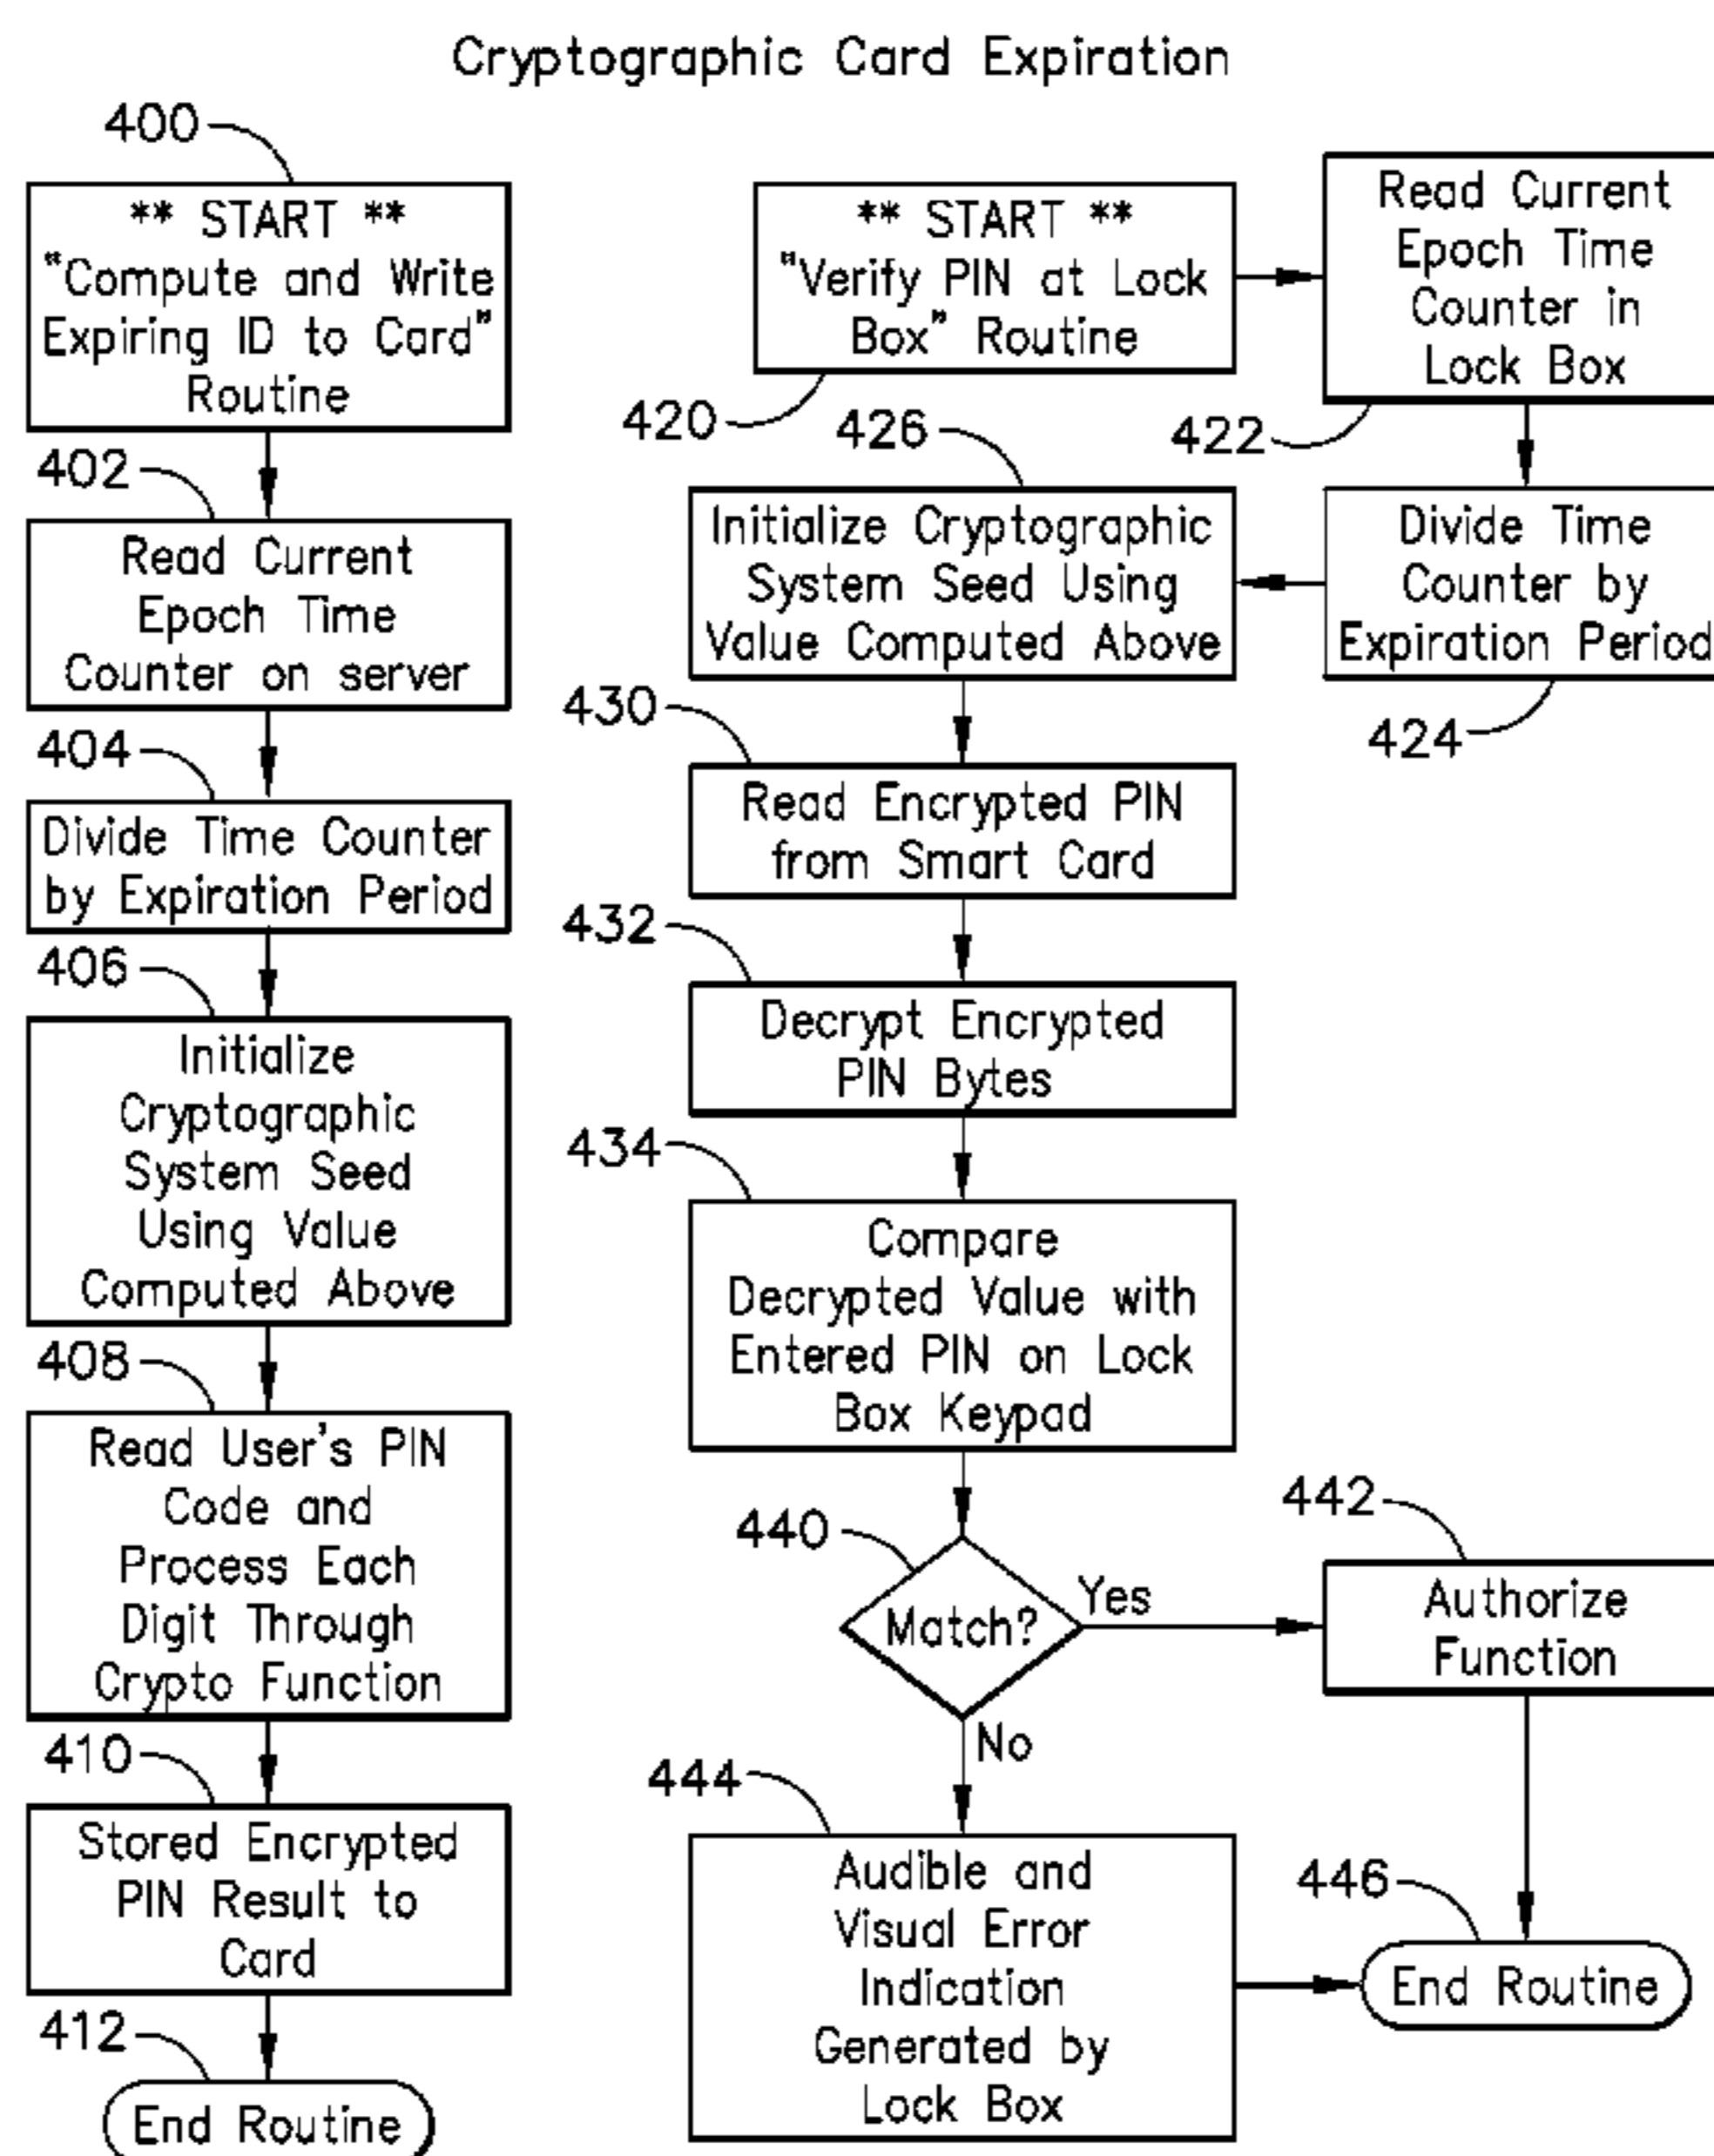 Cryptographic Card Expiration
400
** START **
"Compute and Write
Expiring ID to Card"
Routine
402
Read Current
Epoch Time
Counter on server
404
Divide Time Counter
by Expiration Period
406
Initialize
Cryptographic
System Seed
Using Value
Computed Above
408
Read User's PIN
Code and
Process Each
Digit Through
Crypto Function
410
Stored Encrypted
PIN Result to
Card
412
End Routine
** START **
"Verify PIN at Lock
Box" Routine
420
Read Current
Epoch Time
Counter in
Lock Box
422
Divide Time
Counter by
Expiration Period
424
426
Initialize Cryptographic
System Seed Using
Value Computed Above
430
Read Encrypted PIN
from Smart Card
432
Decrypt Encrypted
PIN Bytes
434
Compare
Decrypted Value with
Entered PIN on Lock
Box Keypad
440
Match?
Yes
442
Authorize
Function
No
444
Audible and
Visual Error
Indication
Generated by
Lock Box
446
End Routine